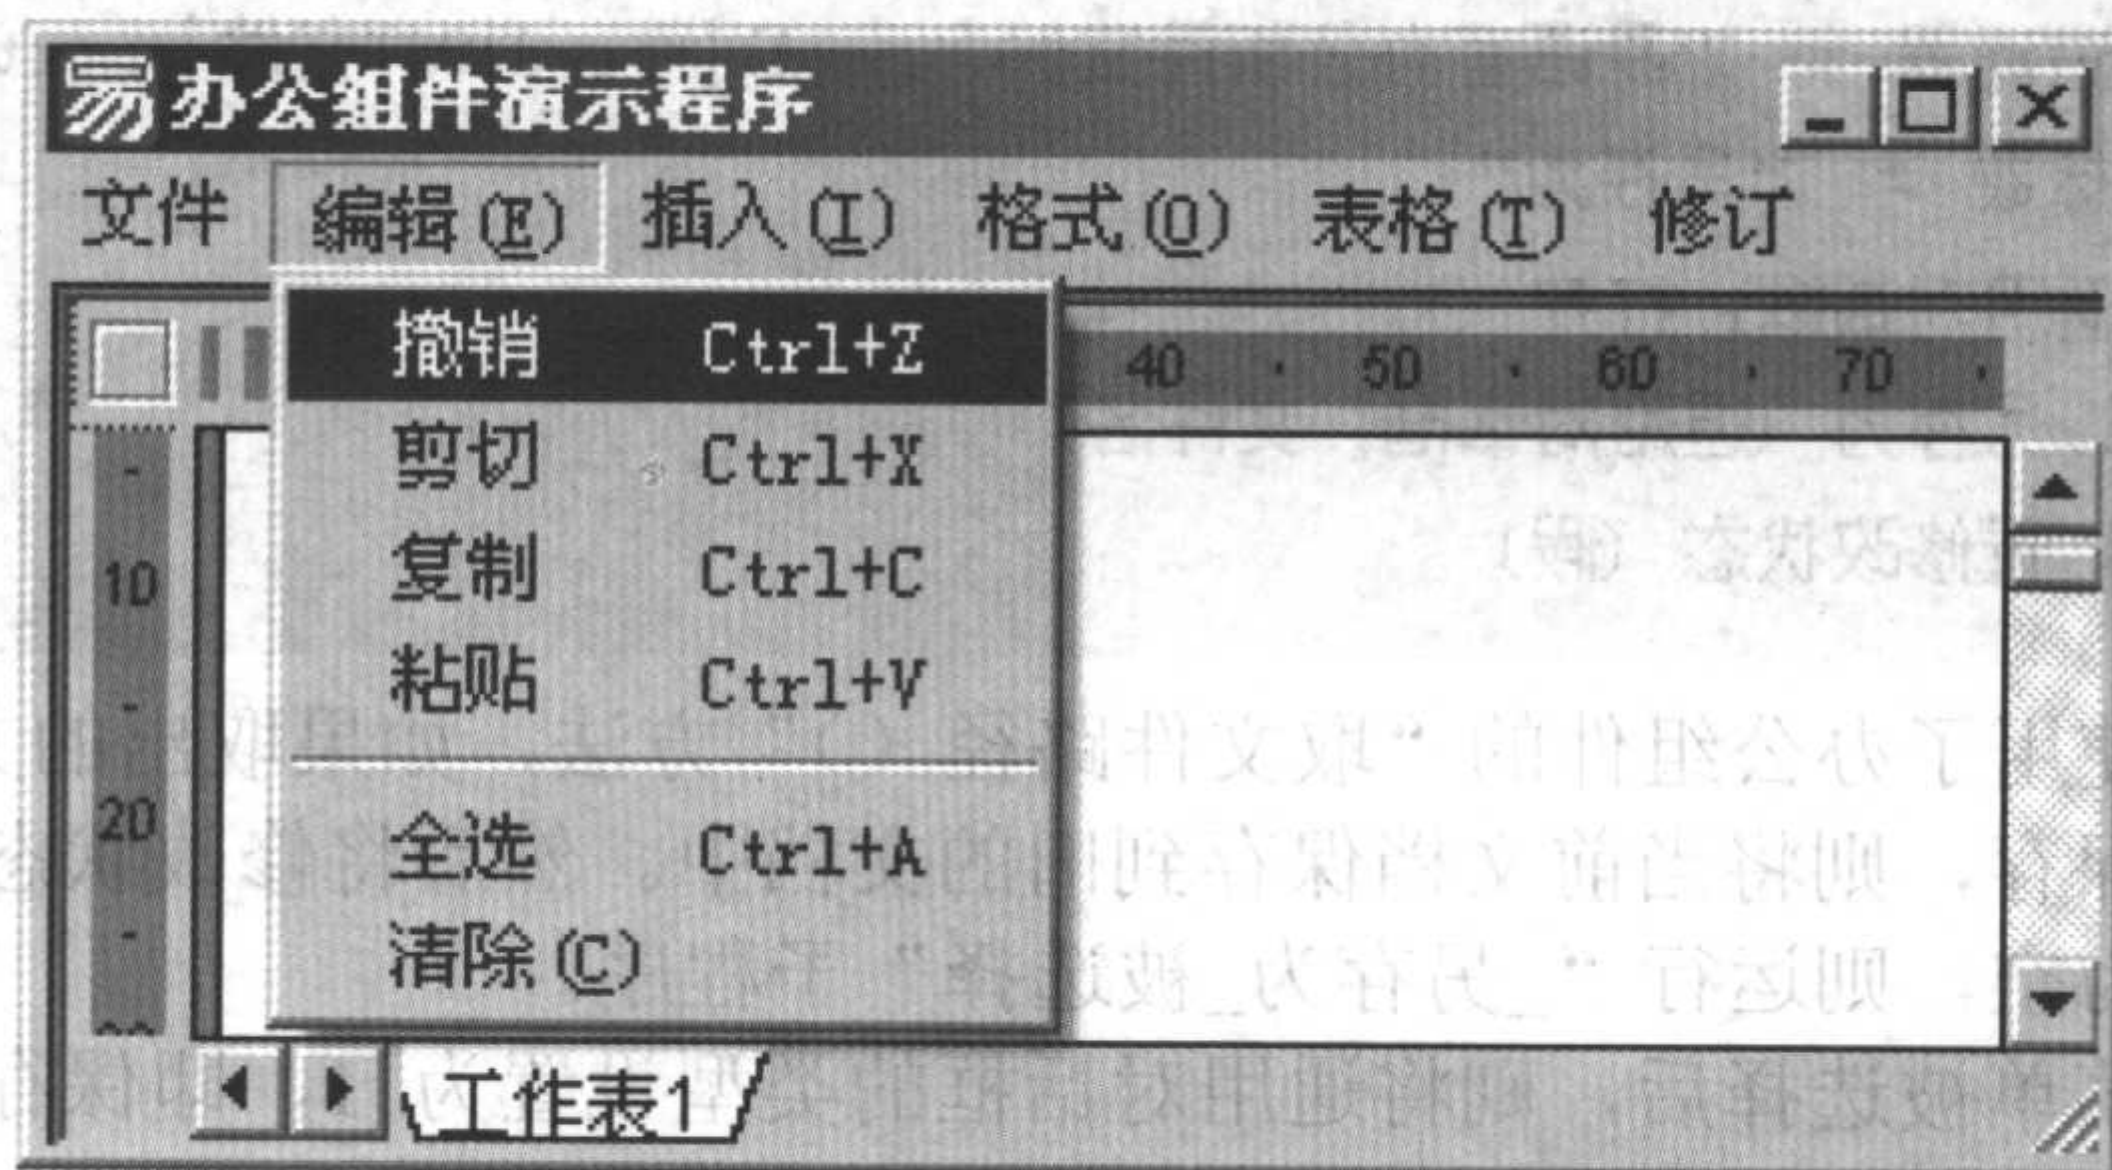 易 办公组件演示程序
文件 编辑(E) 插入(I) 格式(O) 表格(T) 修订
撤销 Ctrl+Z
40 50 60 70
剪切 Ctrl+X
10
复制 Ctrl+C
粘贴 Ctrl+V
20
全选 Ctrl+A
清除(C)
工作表1